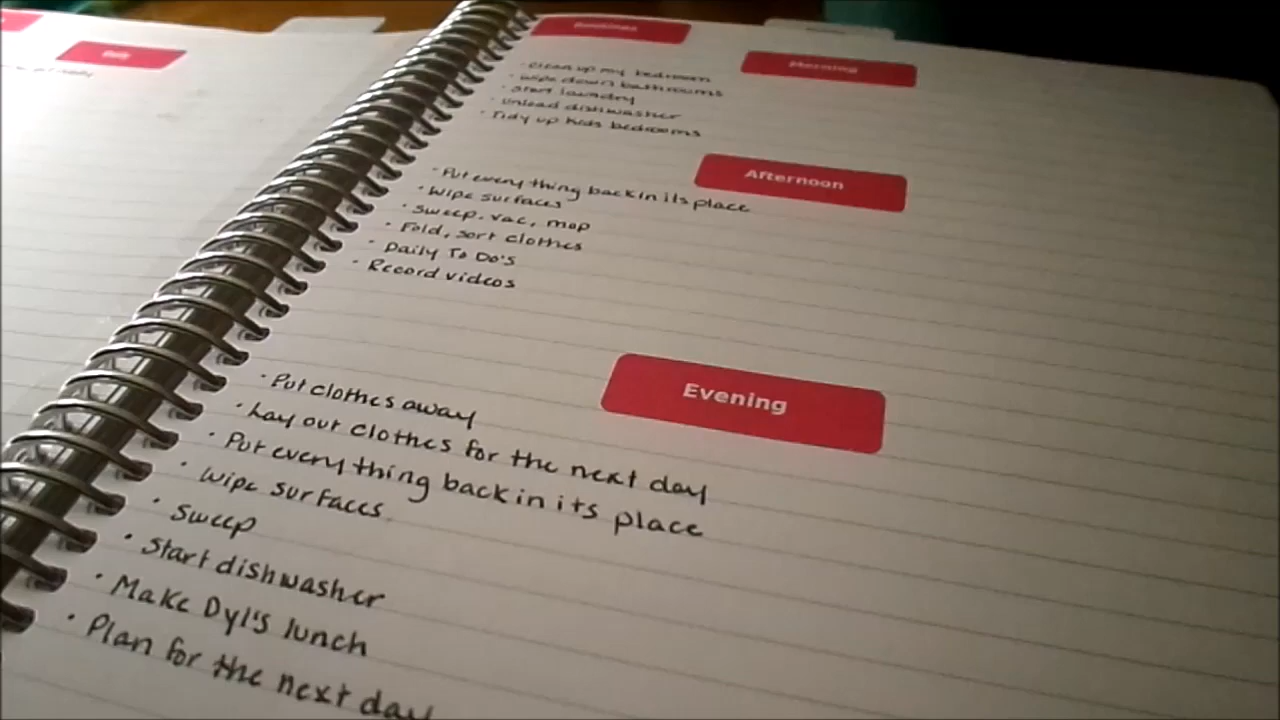 Daily
Routines
Morning
· Clean up my bedroom
· Wipe down bathrooms
· Start laundry
· Unload dishwasher
· Tidy up kids bedrooms
Afternoon
· Put everything back in its place
· Wipe surfaces
· Sweep, vac, mop
· Fold, sort clothes
· Daily To Do's
· Record videos
Evening
· Put clothes away
· Lay out clothes for the next day
· Put everything back in its place
· Wipe surfaces
· Sweep
· Start dishwasher
· Make Dyl's lunch
· Plan for the next day